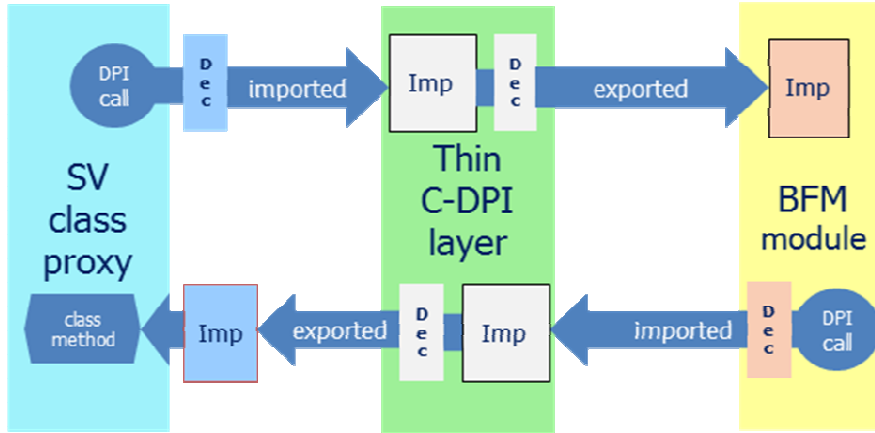 DPI
call
D
e
c
imported
Imp
D
e
c
exported
Imp
SV
class
proxy
Thin
C-DPI
layer
BFM
module
class
method
Imp
exported
D
e
c
Imp
imported
D
e
c
DPI
call